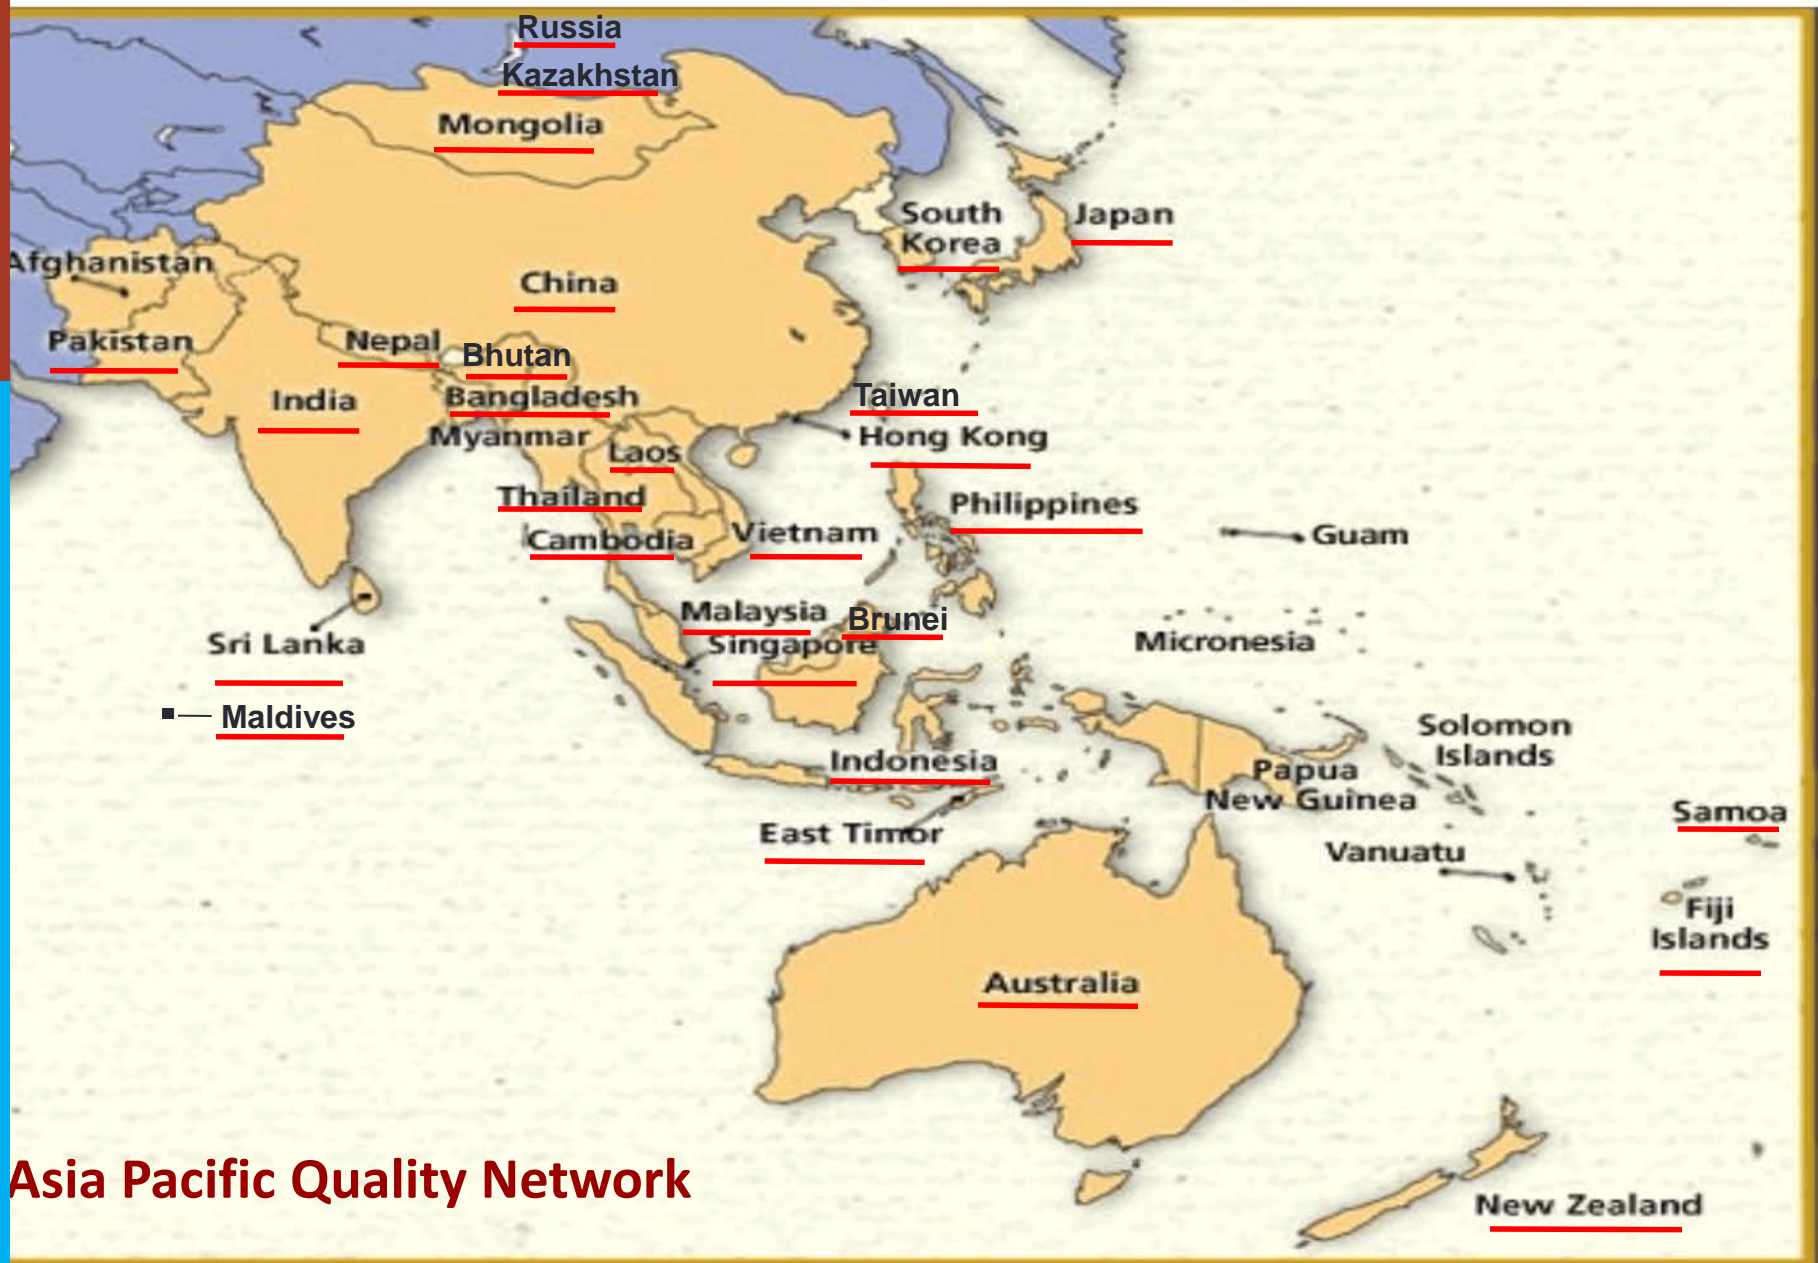 Russia
Kazakhstan
Mongolia
South
Korea
Japan
Afghanistan
China
Pakistan
Nepal
Bhutan
India
Bangladesh
Taiwan
Myanmar
Hong Kong
Laos
Thailand
Philippines
Cambodia
Vietnam
Guam
Malaysia
Brunei
Sri Lanka
Singapore
Micronesia
Maldives
Solomon
Islands
Indonesia
Papua
New Guinea
Samoa
East Timor
Vanuatu
Fiji
Islands
Australia
Asia Pacific Quality Network
New Zealand